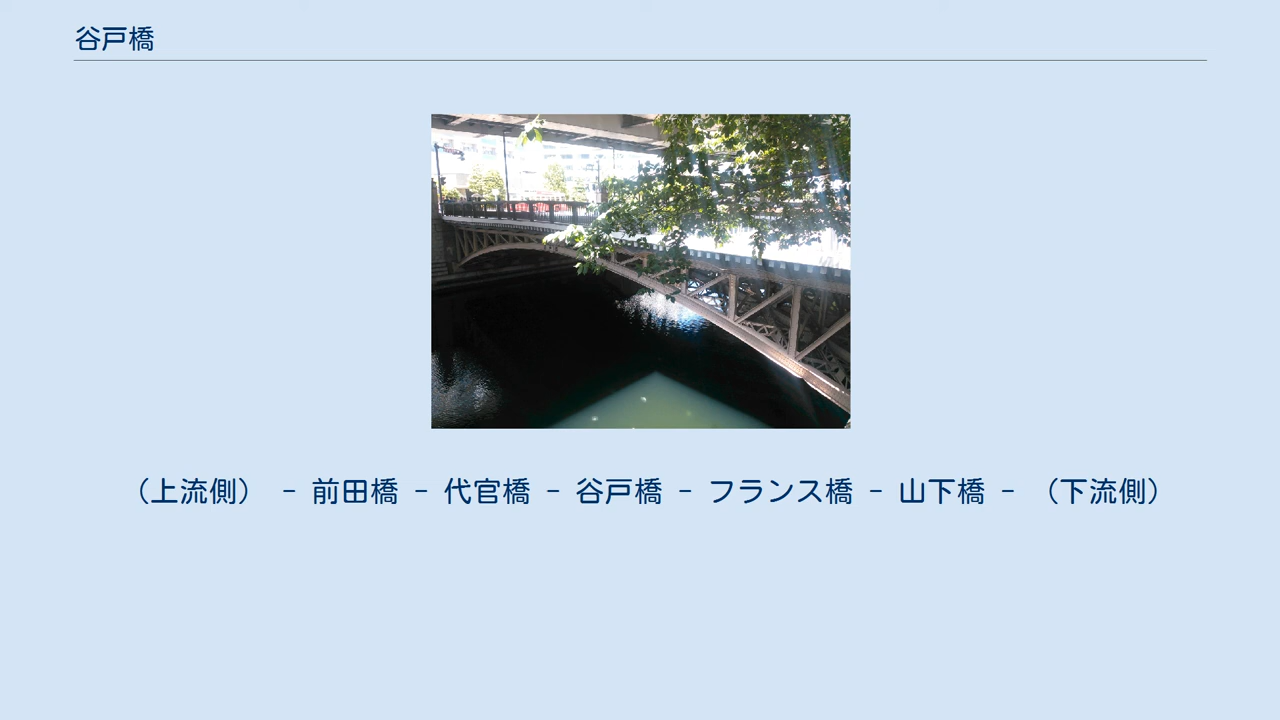 谷戸橋
（上流側） - 前田橋 - 代官橋 - 谷戸橋 - フランス橋 - 山下橋 - （下流側）